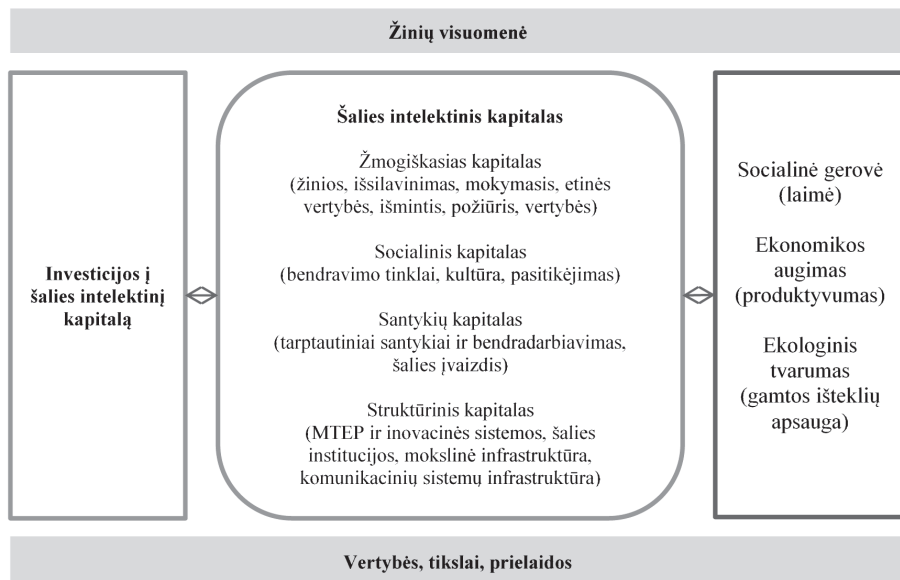 Žinių visuomenė
Investicijos į
šalies intelektinį
kapitalą
Šalies intelektinis kapitalas
Žmogiškasias kapitalas
(žinios, išsilavinimas, mokymasis, etinės
vertybės, išmintis, požiūris, vertybės)
Socialinis kapitalas
(bendravimo tinklai, kultūra, pasitikėjimas)
Santykių kapitalas
(tarptautiniai santykiai ir bendradarbiavimas,
šalies įvaizdis)
Struktūrinis kapitalas
(MTEP ir inovacinės sistemos, šalies
institucijos, mokslinė infrastruktūra,
komunikacinių sistemų infrastruktūra)
Socialinė gerovė
(laimė)
Ekonomikos
augimas
(produktyvumas)
Ekologinis
tvarumas
(gamtos išteklių
apsauga)
Vertybės, tikslai, prielaidos